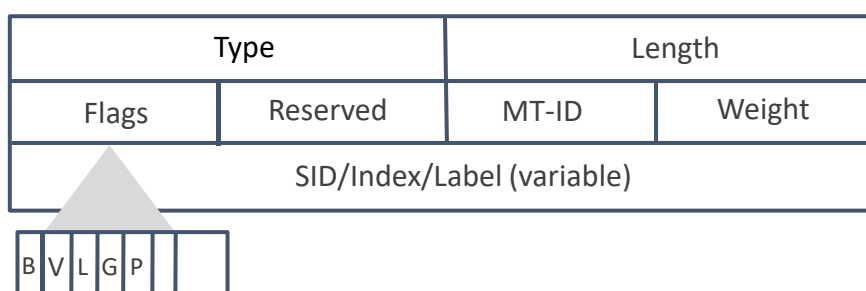 Type Length
Flags Reserved MT-ID Weight
SID/Index/Label (variable)
B V L G P